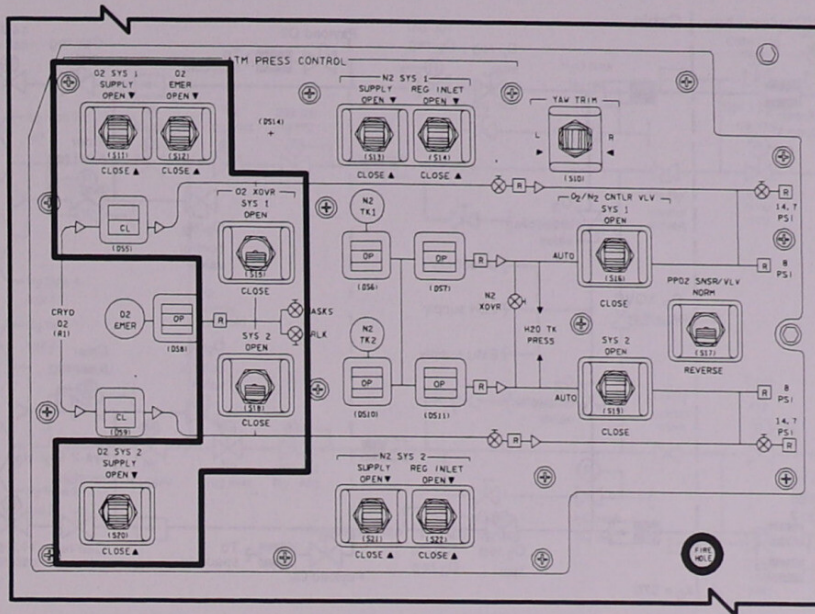 ATM PRESS CONTROL
O2 SYS 1
SUPPLY
OPEN ▼
(S11)
CLOSE ▲
O2
EMER
OPEN ▼
(S12)
CLOSE ▲
(DS14)
N2 SYS 1
SUPPLY
OPEN ▼
(S13)
CLOSE ▲
REG INLET
OPEN ▼
(S14)
CLOSE ▲
YAW TRIM
L
R
(S10)
CL
(DS5)
O2 XOVR
SYS 1
OPEN
(S15)
CLOSE
R
R
14.7
PSI
N2
TK1
OP
(DS6)
OP
(DS7)
R
O2/N2 CNTLR VLV
SYS 1
OPEN
AUTO
(S16)
CLOSE
R
8
PSI
CRYO
O2
(A1)
O2
EMER
OP
(DS8)
R
MASKS
ALK
N2
XOVR
H2O TK
PRESS
PPO2 SNSR/VLV
NORM
(S17)
REVERSE
SYS 2
OPEN
(S18)
CLOSE
N2
TK2
OP
(DS10)
OP
(DS11)
R
SYS 2
OPEN
AUTO
(S19)
CLOSE
R
8
PSI
CL
(DS9)
R
R
14.7
PSI
O2 SYS 2
SUPPLY
OPEN ▼
(S20)
CLOSE ▲
N2 SYS 2
SUPPLY
OPEN ▼
(S21)
CLOSE ▲
REG INLET
OPEN ▼
(S22)
CLOSE ▲
FIRE
HOLE